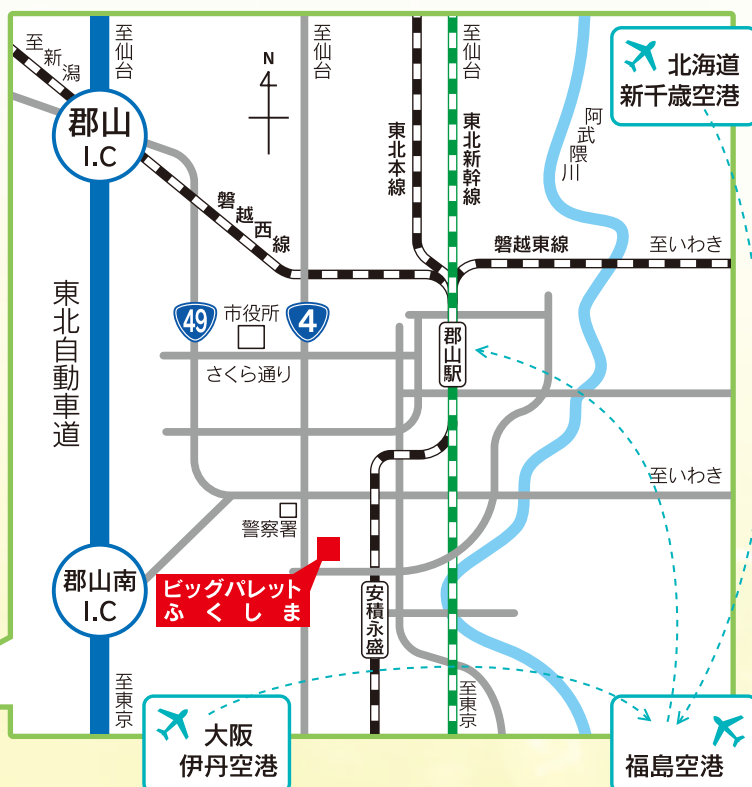 至新潟
至仙台
至仙台
至仙台
N
北海道
新千歳空港
郡山
I.C
東北本線
東北新幹線
阿武隈川
磐越西線
磐越東線
至いわき
東北自動車道
49
市役所
4
郡山駅
さくら通り
至いわき
警察署
郡山南
I.C
ビッグパレット
ふくしま
安積永盛
至東京
至東京
大阪
伊丹空港
福島空港